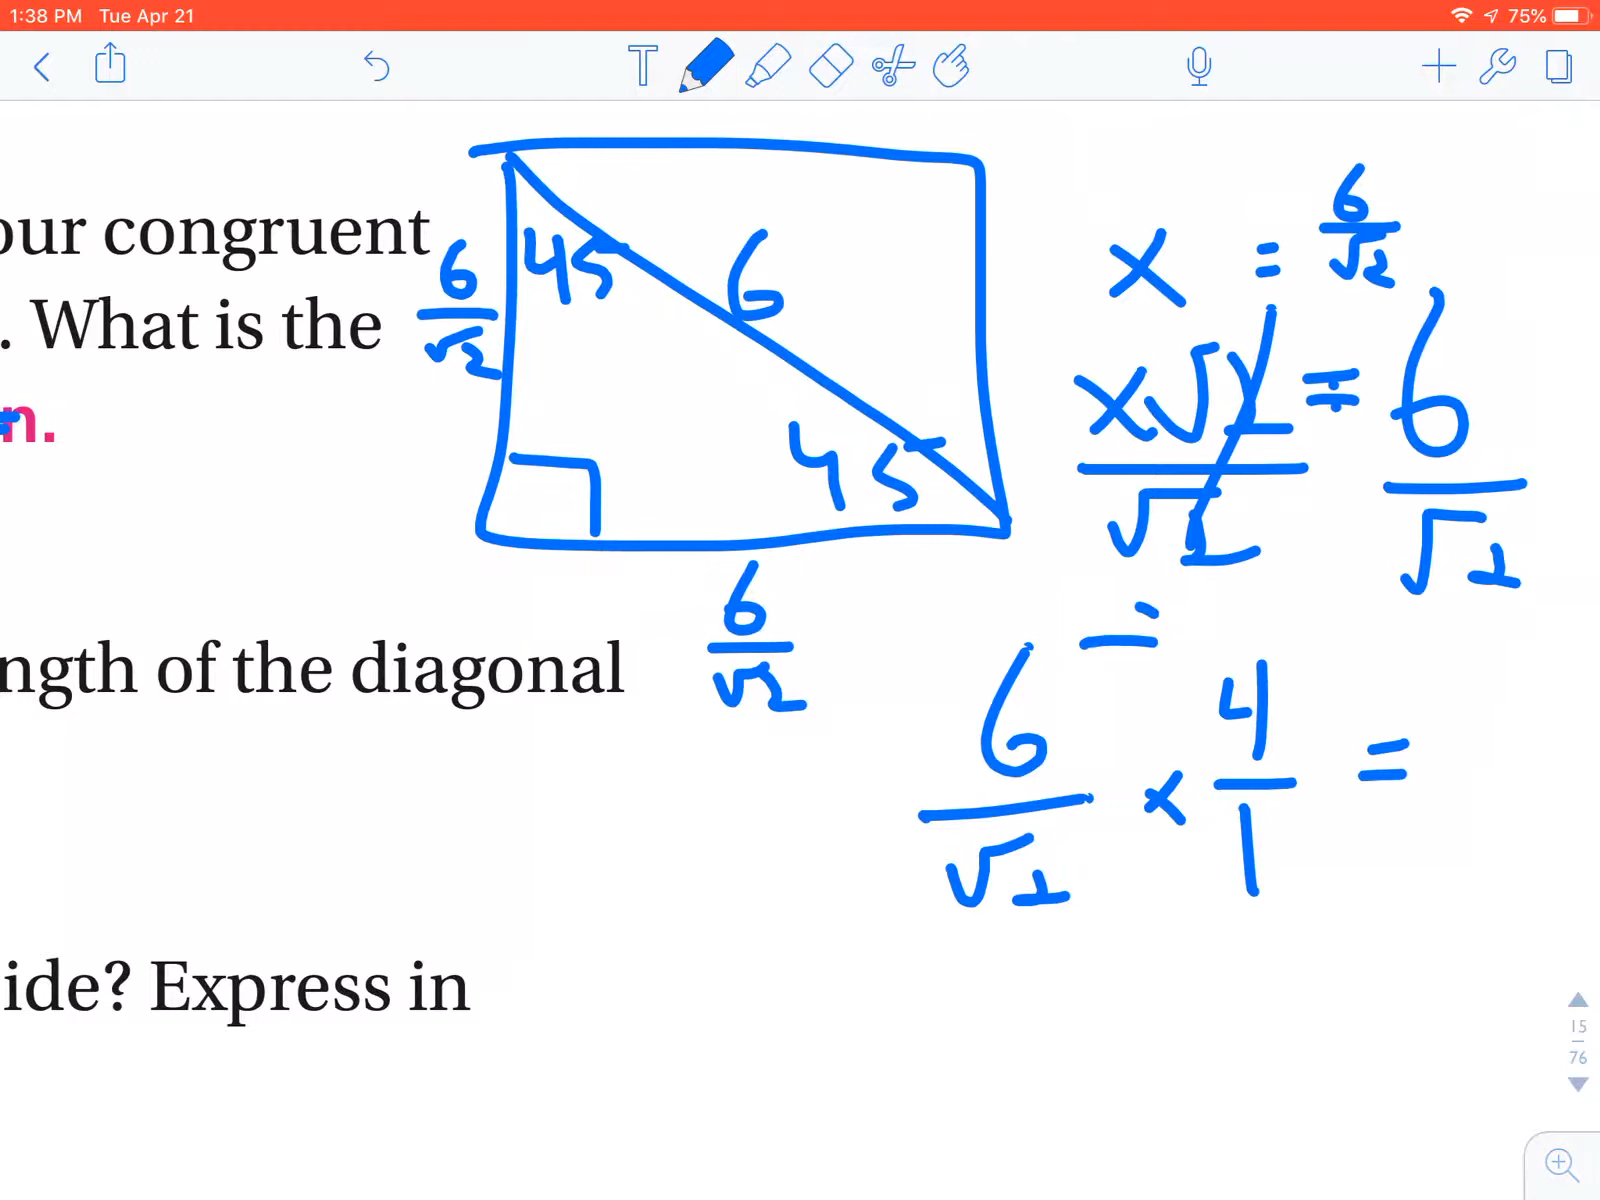 1:38 PM Tue Apr 21 75%
T
our congruent
. What is the
n.
ngth of the diagonal
ide? Express in
45
6
45
6/√2
6/√2
x = 6/√2
x√2/√2 = 6/√2
=
6/√2 × 4/1 =
15
76